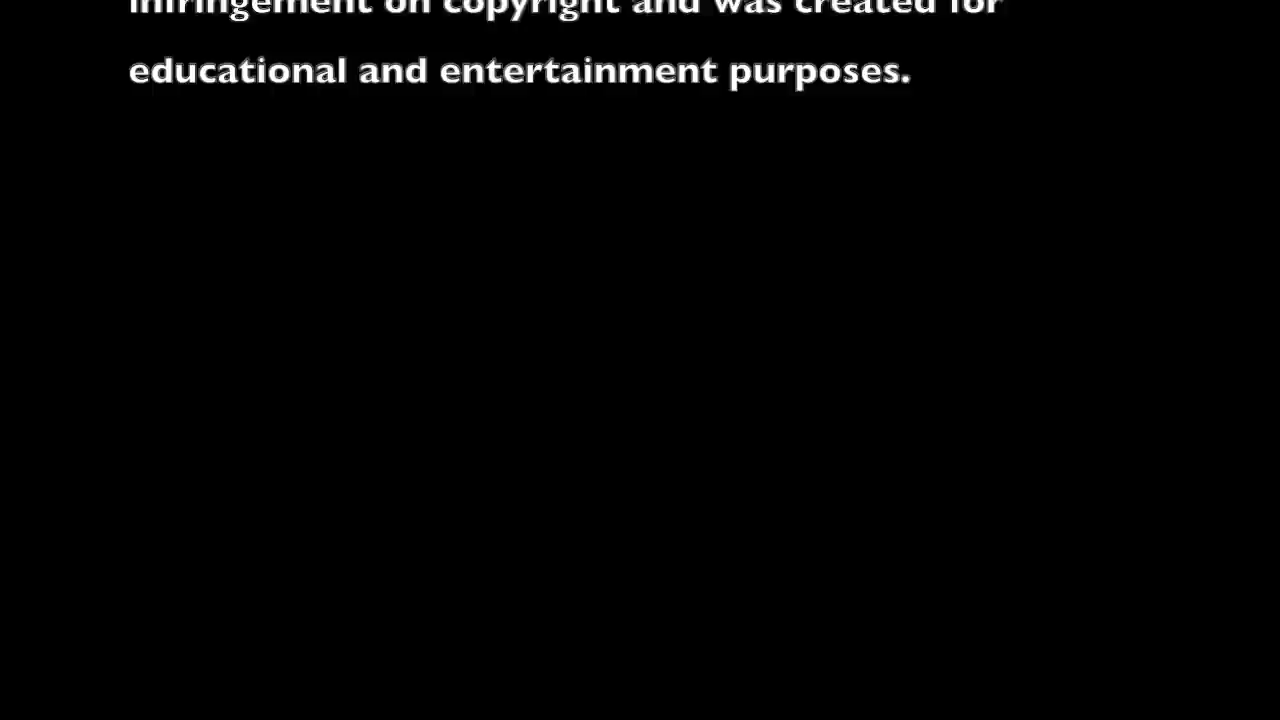 infringement on copyright and was created for
educational and entertainment purposes.